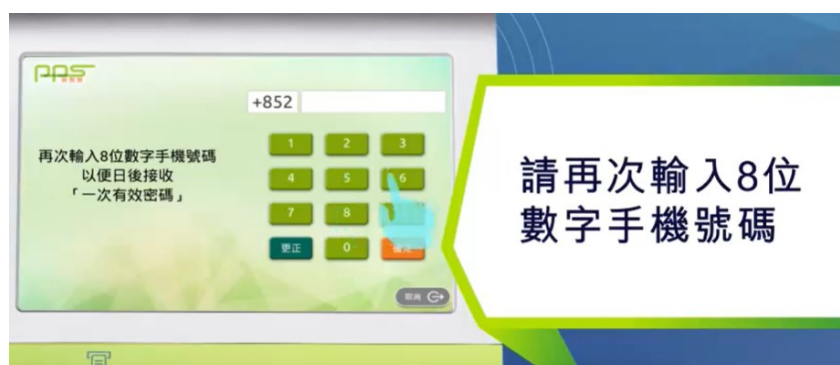 PPS
+852
再次輸入8位數字手機號碼
以便日後接收
「一次有效密碼」
1 2 3
4 5 6
7 8
更正 0
取消
請再次輸入8位
數字手機號碼